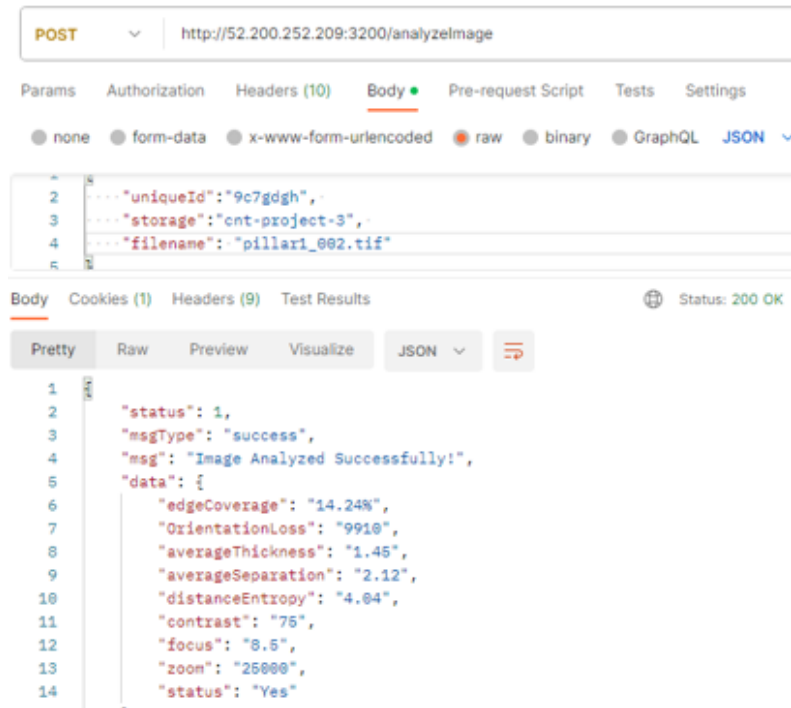 POST http://52.200.252.209:3200/analyzeImage
Params Authorization Headers (10) Body Pre-request Script Tests Settings
none form-data x-www-form-urlencoded raw binary GraphQL JSON
1 {
2 "uniqueId":"9c7gdgh",
3 "storage":"cnt-project-3",
4 "filename": "pillar1_002.tif"
5 }
Body Cookies (1) Headers (9) Test Results Status: 200 OK
Pretty Raw Preview Visualize JSON
1 {
2 "status": 1,
3 "msgType": "success",
4 "msg": "Image Analyzed Successfully!",
5 "data": {
6 "edgeCoverage": "14.24%",
7 "OrientationLoss": "9910",
8 "averageThickness": "1.45",
9 "averageSeparation": "2.12",
10 "distanceEntropy": "4.04",
11 "contrast": "75",
12 "focus": "8.5",
13 "zoom": "25000",
14 "status": "Yes"